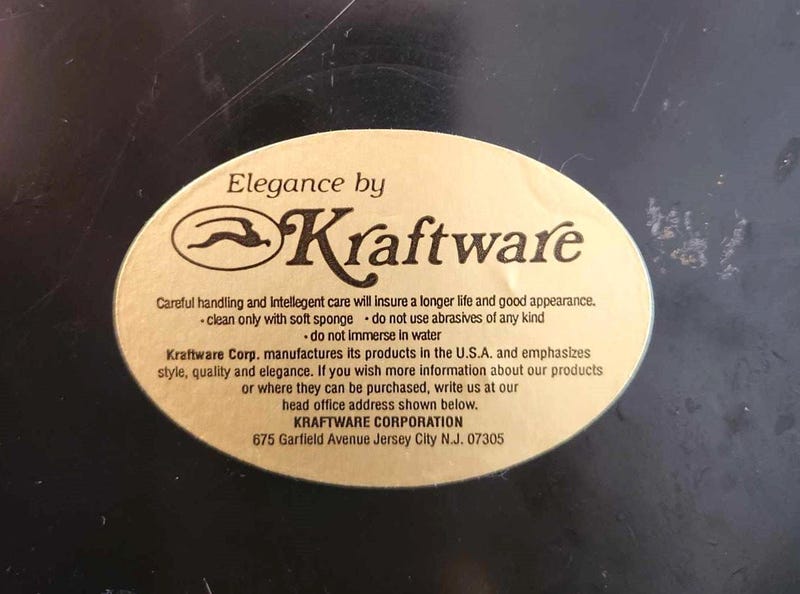 Elegance by
Kraftware
Careful handling and Intellegent care will insure a longer life and good appearance.
• clean only with soft sponge • do not use abrasives of any kind
• do not immerse in water
Kraftware Corp. manufactures its products in the U.S.A. and emphasizes
style, quality and elegance. If you wish more information about our products
or where they can be purchased, write us at our
head office address shown below.
KRAFTWARE CORPORATION
675 Garfield Avenue Jersey City N.J. 07305